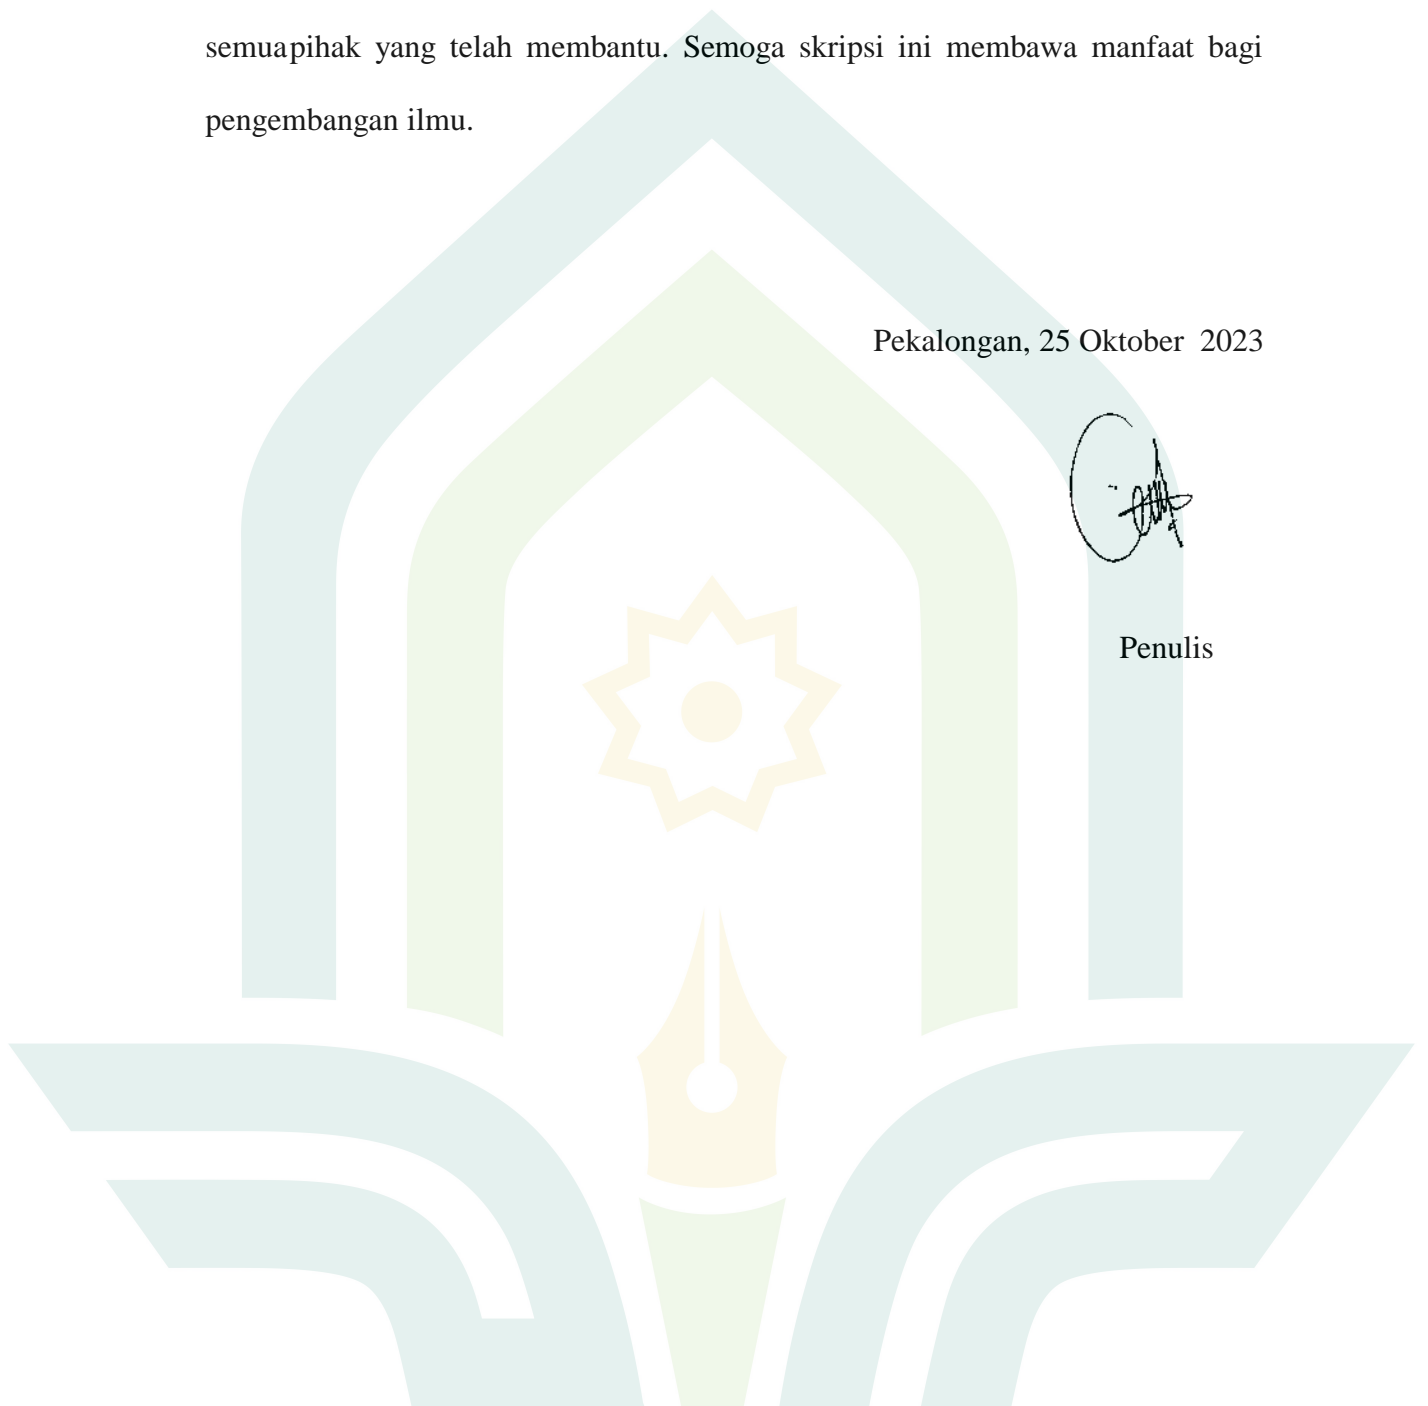 semuapihak yang telah membantu. Semoga skripsi ini membawa manfaat bagi
pengembangan ilmu.
Pekalongan, 25 Oktober 2023
Penulis